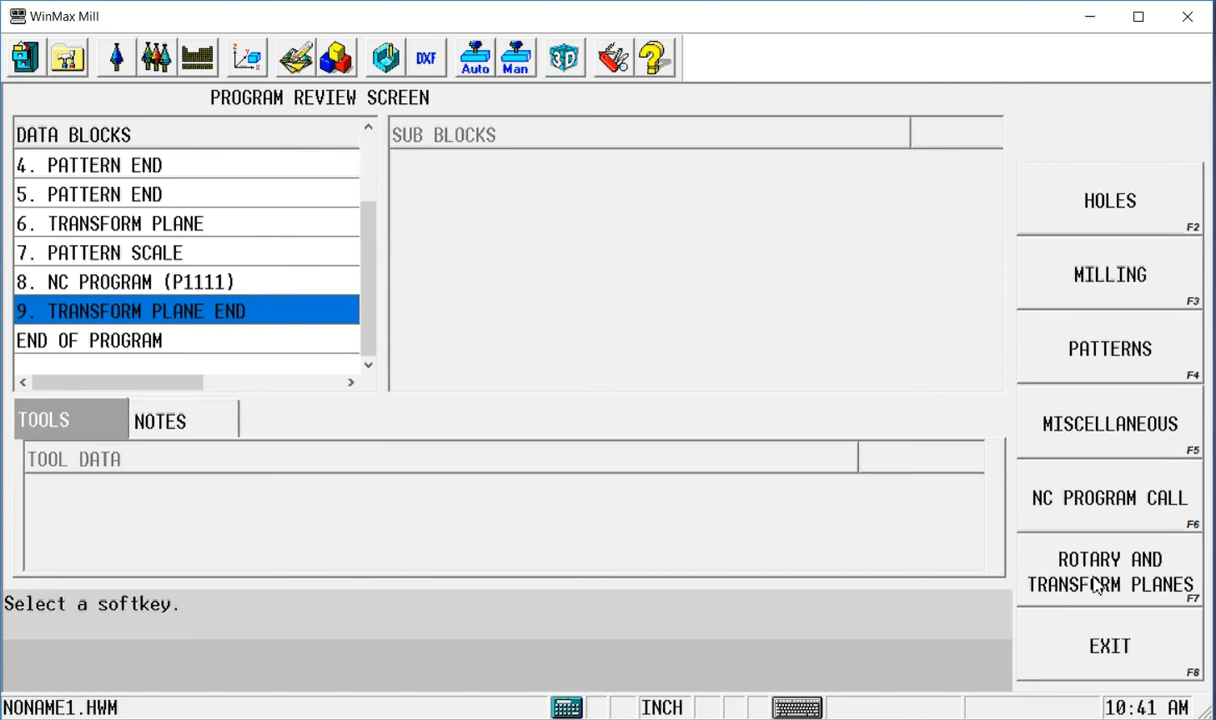 WinMax Mill
DXF
Auto
Man
3D
PROGRAM REVIEW SCREEN
DATA BLOCKS
4. PATTERN END
5. PATTERN END
6. TRANSFORM PLANE
7. PATTERN SCALE
8. NC PROGRAM (P1111)
9. TRANSFORM PLANE END
END OF PROGRAM
SUB BLOCKS
TOOLS
NOTES
TOOL DATA
HOLES
F2
MILLING
F3
PATTERNS
F4
MISCELLANEOUS
F5
NC PROGRAM CALL
F6
ROTARY AND
TRANSFORM PLANES
F7
EXIT
F8
Select a softkey.
NONAME1.HWM
INCH
10:41 AM